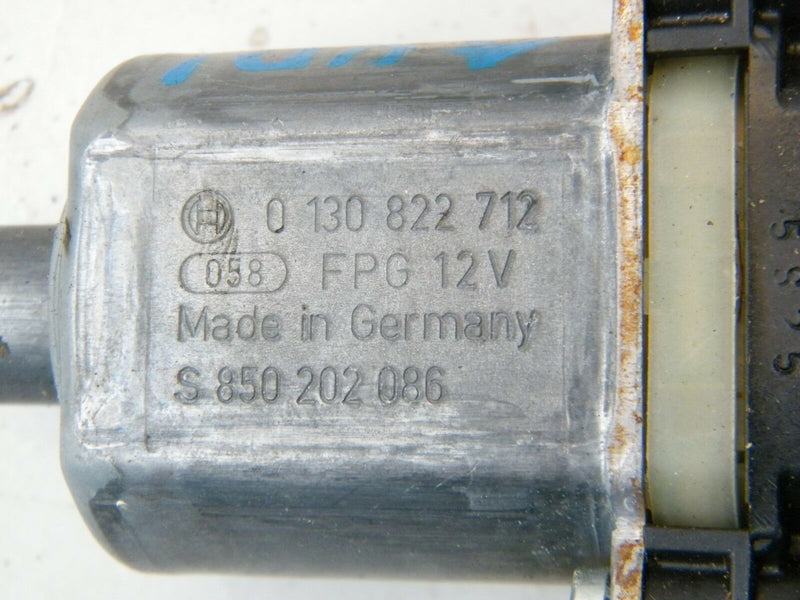 0 130 822 712
058 FPG 12V
Made in Germany
S 850 202 086